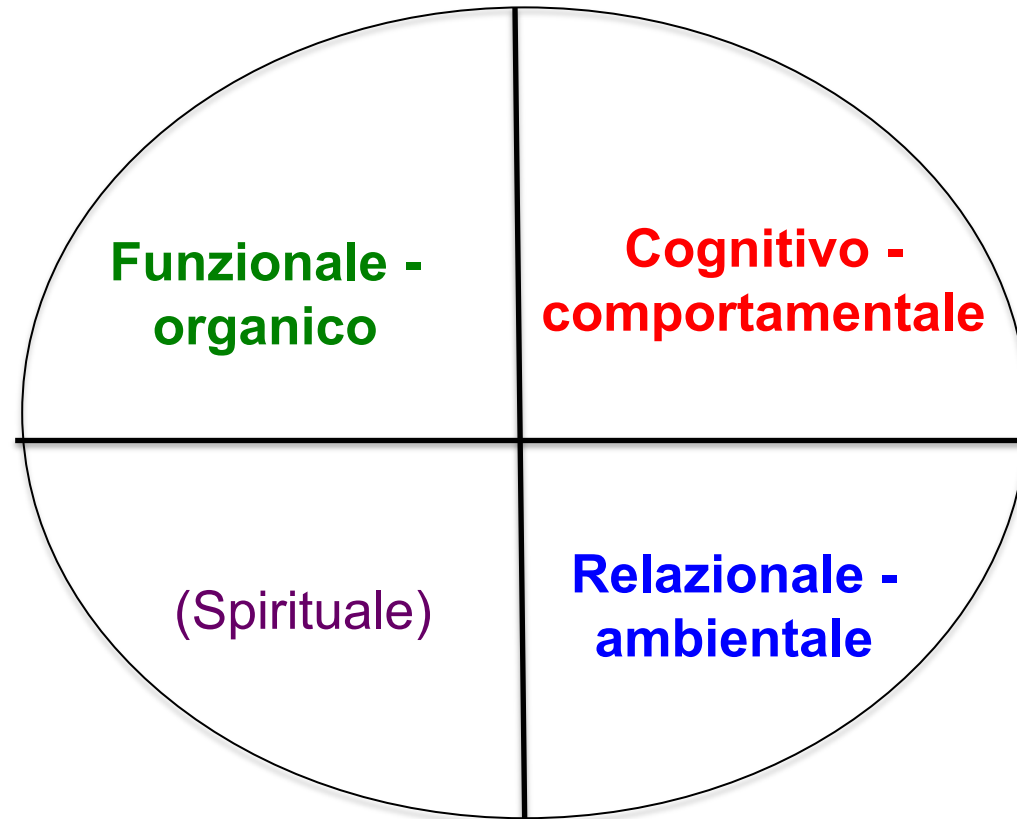 Funzionale -
organico
Cognitivo -
comportamentale
(Spirituale)
Relazionale -
ambientale